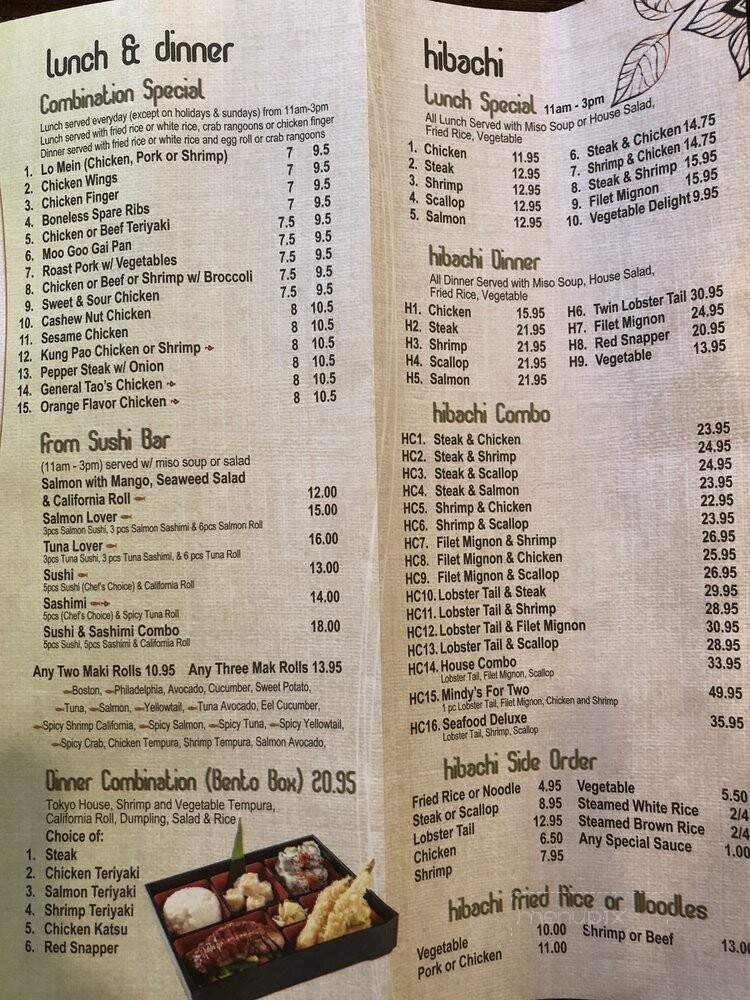 lunch & dinner
Combination Special
Lunch served everyday (except on holidays & sundays) from 11am-3pm
Lunch served with fried rice or white rice, crab rangoons or chicken finger
Dinner served with fried rice or white rice and egg roll or crab rangoons
1. Lo Mein (Chicken, Pork or Shrimp) 7 9.5
2. Chicken Wings 7 9.5
3. Chicken Finger 7 9.5
4. Boneless Spare Ribs 7 9.5
5. Chicken or Beef Teriyaki 7.5 9.5
6. Moo Goo Gai Pan 7.5 9.5
7. Roast Pork w/ Vegetables 7.5 9.5
8. Chicken or Beef or Shrimp w/ Broccoli 7.5 9.5
9. Sweet & Sour Chicken 7.5 9.5
10. Cashew Nut Chicken 8 10.5
11. Sesame Chicken 8 10.5
12. Kung Pao Chicken or Shrimp 8 10.5
13. Pepper Steak w/ Onion 8 10.5
14. General Tao's Chicken 8 10.5
15. Orange Flavor Chicken 8 10.5
from Sushi Bar
(11am - 3pm) served w/ miso soup or salad
Salmon with Mango, Seaweed Salad
& California Roll 12.00
Salmon Lover 15.00
3pcs Salmon Sushi, 3 pcs Salmon Sashimi & 6pcs Salmon Roll
Tuna Lover 16.00
3pcs Tuna Sushi, 3 pcs Tuna Sashimi, & 6 pcs Tuna Roll
Sushi 13.00
5pcs Sushi (Chef's Choice) & California Roll
Sashimi 14.00
5pcs (Chef's Choice) & Spicy Tuna Roll
Sushi & Sashimi Combo 18.00
5pcs Sushi, 5pcs Sashimi & California Roll
Any Two Maki Rolls 10.95 Any Three Mak Rolls 13.95
Boston, Philadelphia, Avocado, Cucumber, Sweet Potato,
Tuna, Salmon, Yellowtail, Tuna Avocado, Eel Cucumber,
Spicy Shrimp California, Spicy Salmon, Spicy Tuna, Spicy Yellowtail,
Spicy Crab, Chicken Tempura, Shrimp Tempura, Salmon Avocado,
Dinner Combination (Bento Box) 20.95
Tokyo House, Shrimp and Vegetable Tempura,
California Roll, Dumpling, Salad & Rice
Choice of:
1. Steak
2. Chicken Teriyaki
3. Salmon Teriyaki
4. Shrimp Teriyaki
5. Chicken Katsu
6. Red Snapper
hibachi
Lunch Special 11am - 3pm
All Lunch Served with Miso Soup or House Salad,
Fried Rice, Vegetable
1. Chicken 11.95
2. Steak 12.95
3. Shrimp 12.95
4. Scallop 12.95
5. Salmon 12.95
6. Steak & Chicken 14.75
7. Shrimp & Chicken 14.75
8. Steak & Shrimp 15.95
9. Filet Mignon 15.95
10. Vegetable Delight 9.95
hibachi Dinner
All Dinner Served with Miso Soup, House Salad,
Fried Rice, Vegetable
H1. Chicken 15.95
H2. Steak 21.95
H3. Shrimp 21.95
H4. Scallop 21.95
H5. Salmon 21.95
H6. Twin Lobster Tail 30.95
H7. Filet Mignon 24.95
H8. Red Snapper 20.95
H9. Vegetable 13.95
hibachi Combo
HC1. Steak & Chicken 23.95
HC2. Steak & Shrimp 24.95
HC3. Steak & Scallop 24.95
HC4. Steak & Salmon 23.95
HC5. Shrimp & Chicken 22.95
HC6. Shrimp & Scallop 23.95
HC7. Filet Mignon & Shrimp 26.95
HC8. Filet Mignon & Chicken 25.95
HC9. Filet Mignon & Scallop 26.95
HC10. Lobster Tail & Steak 29.95
HC11. Lobster Tail & Shrimp 28.95
HC12. Lobster Tail & Filet Mignon 30.95
HC13. Lobster Tail & Scallop 28.95
HC14. House Combo 33.95
Lobster Tail, Filet Mignon, Scallop
HC15. Mindy's For Two 49.95
1 pc Lobster Tail, Filet Mignon, Chicken and Shrimp
HC16. Seafood Deluxe 35.95
Lobster Tail, Shrimp, Scallop
hibachi Side Order
Fried Rice or Noodle 4.95
Steak or Scallop 8.95
Lobster Tail 12.95
Chicken 6.50
Shrimp 7.95
Vegetable 5.50
Steamed White Rice 2/4
Steamed Brown Rice 2/4
Any Special Sauce 1.00
hibachi Fried Rice or Noodles
menupix
Vegetable 10.00
Pork or Chicken 11.00
Shrimp or Beef 13.00